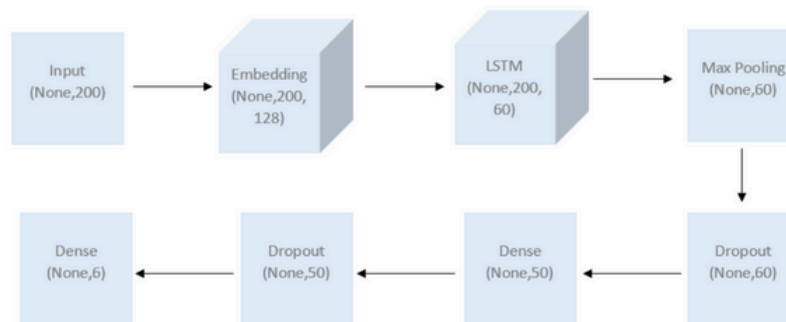 Input
(None,200)
Embedding
(None,200,
128)
LSTM
(None,200,
60)
Max Pooling
(None,60)
Dropout
(None,60)
Dense
(None,50)
Dropout
(None,50)
Dense
(None,6)